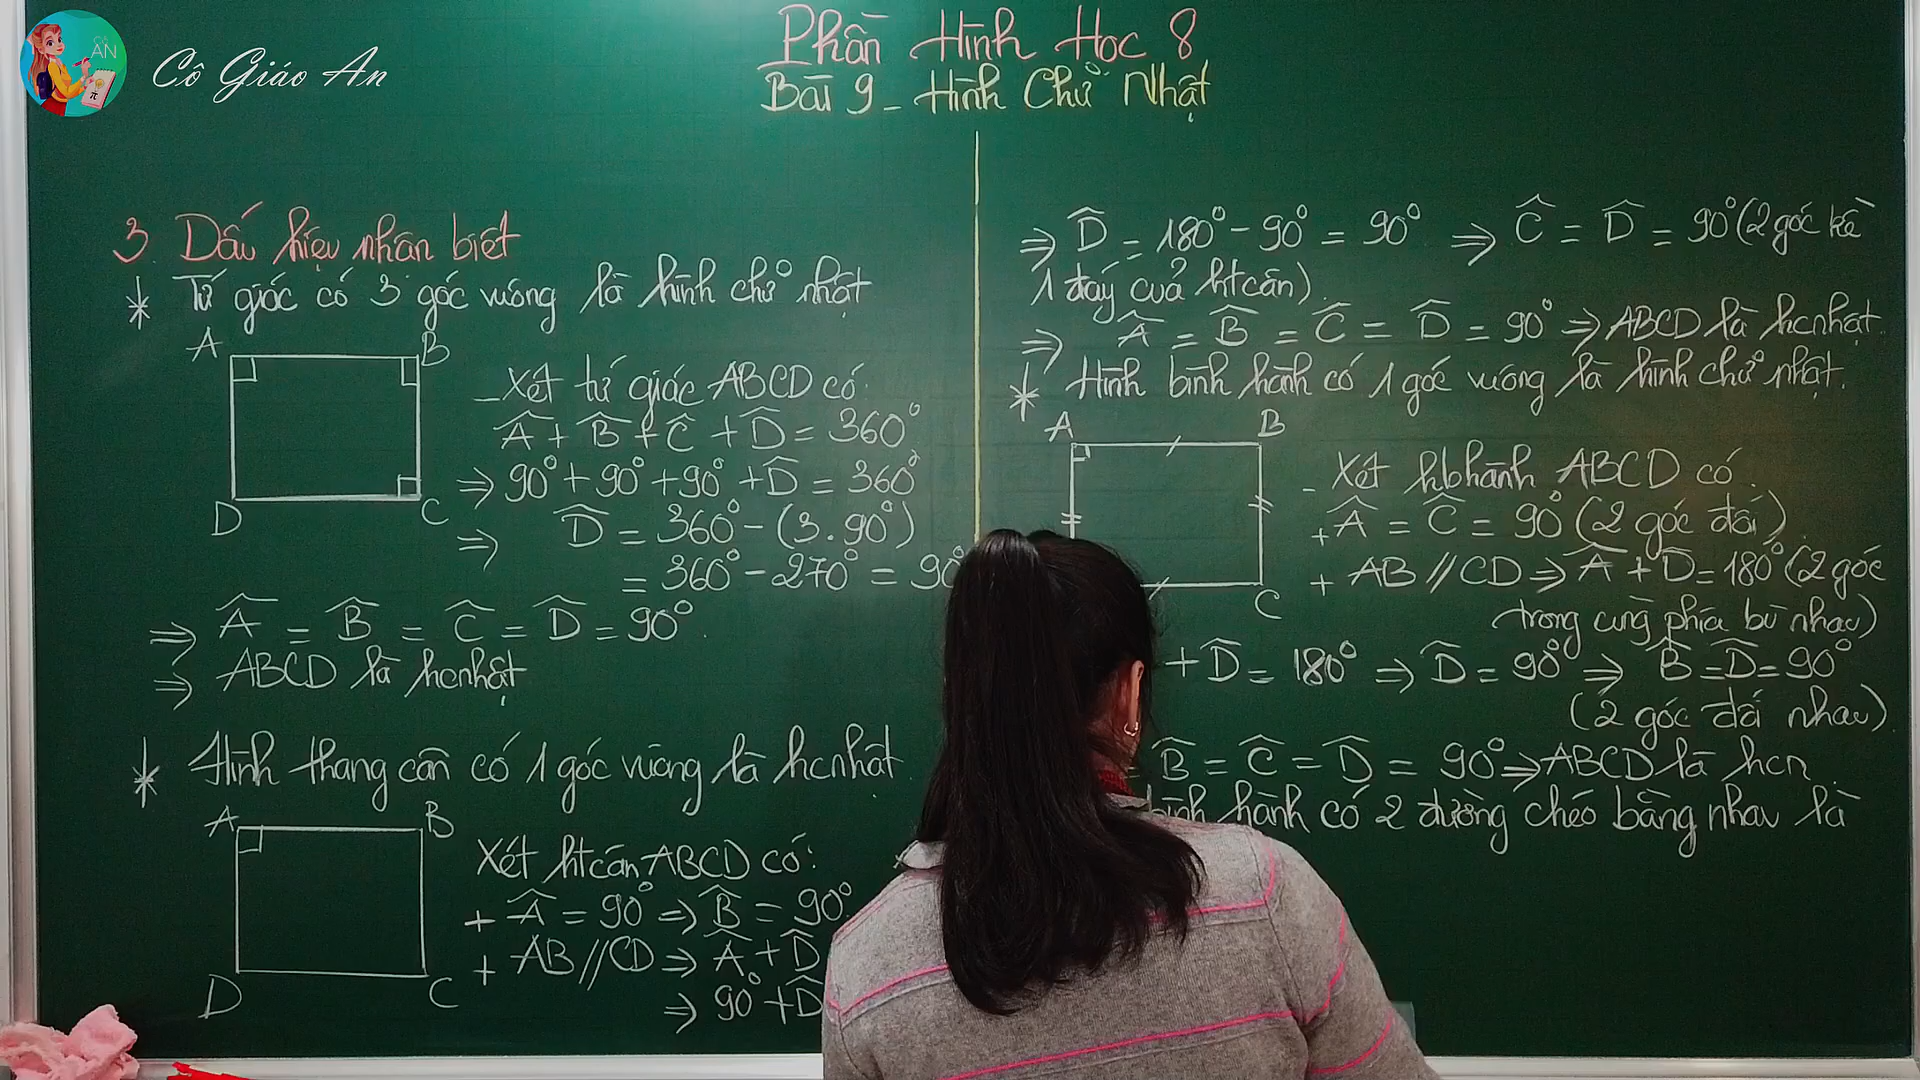 AN
Cô Giáo An
Phần Hình Học 8
Bài 9 - Hình Chữ Nhật
3. Dấu hiệu nhận biết
* Tứ giác có 3 góc vuông là hình chữ nhật
A B
D C
- Xét tứ giác ABCD có:
Â + B̂ + Ĉ + D̂ = 360°
=> 90° + 90° + 90° + D̂ = 360°
=> D̂ = 360° - (3.90°)
= 360° - 270° = 90°
=> Â = B̂ = Ĉ = D̂ = 90°.
=> ABCD là hcnhật
* Hình thang cân có 1 góc vuông là hcnhật.
A B
D C
Xét htcân ABCD có:
+ Â = 90° => B̂ = 90°.
+ AB // CD => Â + D̂
=> 90° + D̂
=> D̂ = 180° - 90° = 90° => Ĉ = D̂ = 90° (2 góc kề
1 đáy của htcân).
=> Â = B̂ = Ĉ = D̂ = 90° => ABCD là hcnhật.
* Hình bình hành có 1 góc vuông là hình chữ nhật.
A B
C
- Xét hbhành ABCD có:
+ Â = Ĉ = 90° (2 góc đối).
+ AB // CD => Â + D̂ = 180° (2 góc
trong cùng phía bù nhau)
+ D̂ = 180° => D̂ = 90° => B̂ = D̂ = 90°
(2 góc đối nhau).
= B̂ = Ĉ = D̂ = 90° => ABCD là hcn.
bình hành có 2 đường chéo bằng nhau là